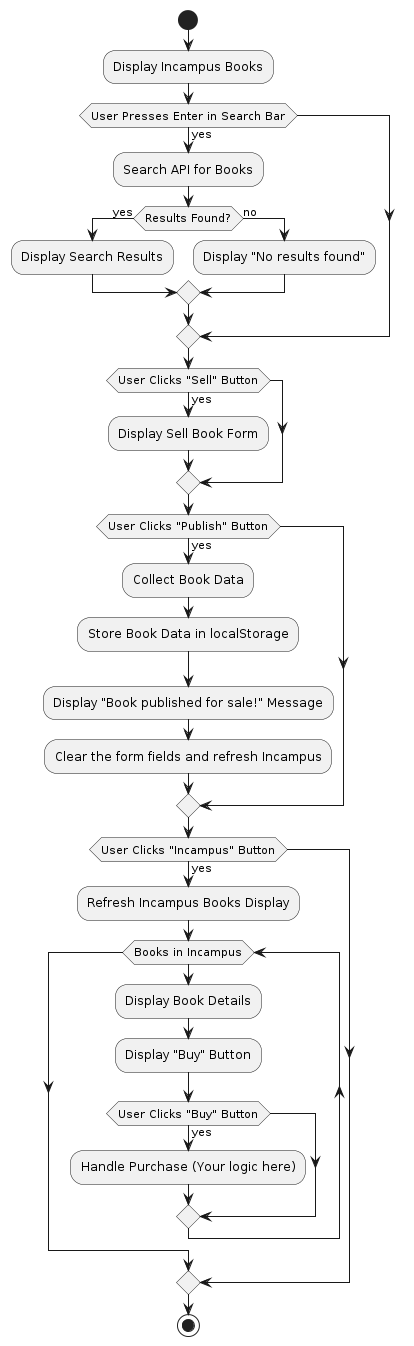 Display Incampus Books
User Presses Enter in Search Bar
yes
Search API for Books
yes
Results Found?
no
Display Search Results
Display "No results found"
User Clicks "Sell" Button
yes
Display Sell Book Form
User Clicks "Publish" Button
yes
Collect Book Data
Store Book Data in localStorage
Display "Book published for sale!" Message
Clear the form fields and refresh Incampus
User Clicks "Incampus" Button
yes
Refresh Incampus Books Display
Books in Incampus
Display Book Details
Display "Buy" Button
User Clicks "Buy" Button
yes
Handle Purchase (Your logic here)